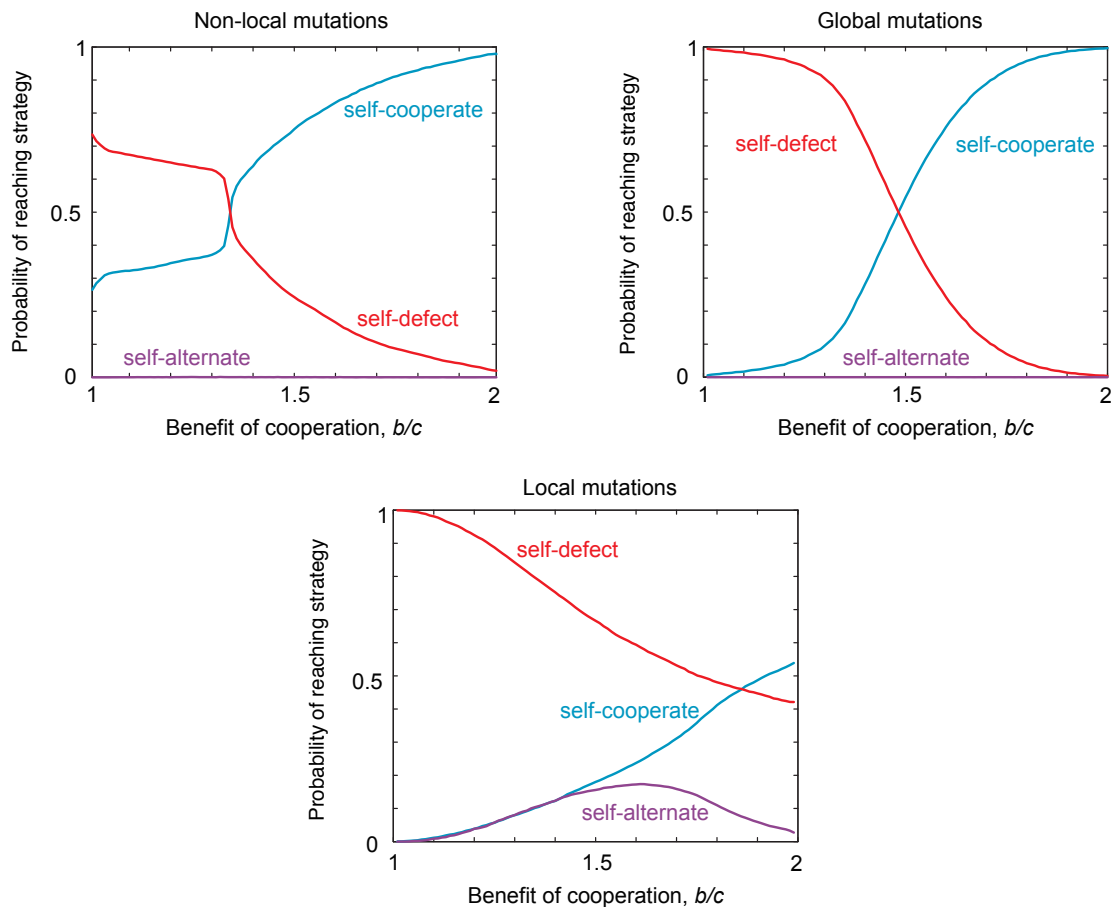 Non-local mutations
Probability of reaching strategy
1
0.5
0
self-cooperate
self-defect
self-alternate
1
1.5
2
Benefit of cooperation, b/c
Global mutations
Probability of reaching strategy
1
0.5
0
self-defect
self-cooperate
self-alternate
1
1.5
2
Benefit of cooperation, b/c
Local mutations
Probability of reaching strategy
1
0.5
0
self-defect
self-cooperate
self-alternate
1
1.5
2
Benefit of cooperation, b/c